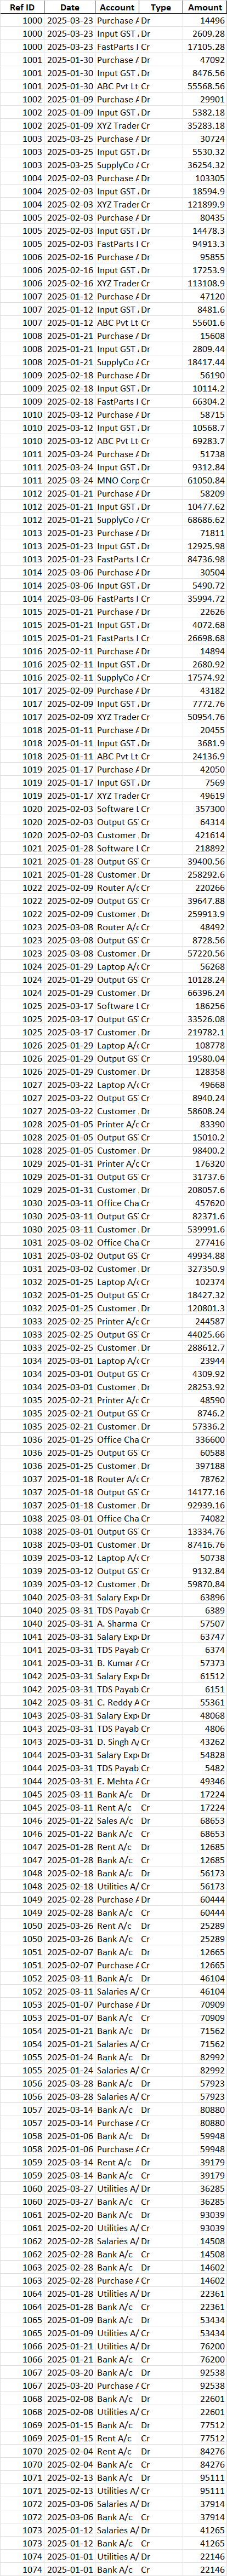 Ref ID Date Account Type Amount
1000 2025-03-23 Purchase A Dr 14496
1000 2025-03-23 Input GST Dr 2609.28
1000 2025-03-23 FastParts I Cr 17105.28
1001 2025-01-30 Purchase A Dr 47092
1001 2025-01-30 Input GST Dr 8476.56
1001 2025-01-30 ABC Pvt Lt Cr 55568.56
1002 2025-01-09 Purchase A Dr 29901
1002 2025-01-09 Input GST Dr 5382.18
1002 2025-01-09 XYZ Trader Cr 35283.18
1003 2025-03-25 Purchase A Dr 30724
1003 2025-03-25 Input GST Dr 5530.32
1003 2025-03-25 SupplyCo A Cr 36254.32
1004 2025-02-03 Purchase A Dr 103305
1004 2025-02-03 Input GST Dr 18594.9
1004 2025-02-03 XYZ Trader Cr 121899.9
1005 2025-02-03 Purchase A Dr 80435
1005 2025-02-03 Input GST Dr 14478.3
1005 2025-02-03 FastParts I Cr 94913.3
1006 2025-02-16 Purchase A Dr 95855
1006 2025-02-16 Input GST Dr 17253.9
1006 2025-02-16 XYZ Trader Cr 113108.9
1007 2025-01-12 Purchase A Dr 47120
1007 2025-01-12 Input GST Dr 8481.6
1007 2025-01-12 ABC Pvt Lt Cr 55601.6
1008 2025-01-21 Purchase A Dr 15608
1008 2025-01-21 Input GST Dr 2809.44
1008 2025-01-21 SupplyCo A Cr 18417.44
1009 2025-02-18 Purchase A Dr 56190
1009 2025-02-18 Input GST Dr 10114.2
1009 2025-02-18 FastParts I Cr 66304.2
1010 2025-03-12 Purchase A Dr 58715
1010 2025-03-12 Input GST Dr 10568.7
1010 2025-03-12 ABC Pvt Lt Cr 69283.7
1011 2025-03-24 Purchase A Dr 51738
1011 2025-03-24 Input GST Dr 9312.84
1011 2025-03-24 MNO Corp Cr 61050.84
1012 2025-01-21 Purchase A Dr 58209
1012 2025-01-21 Input GST Dr 10477.62
1012 2025-01-21 SupplyCo A Cr 68686.62
1013 2025-01-23 Purchase A Dr 71811
1013 2025-01-23 Input GST Dr 12925.98
1013 2025-01-23 FastParts I Cr 84736.98
1014 2025-03-06 Purchase A Dr 30504
1014 2025-03-06 Input GST Dr 5490.72
1014 2025-03-06 FastParts I Cr 35994.72
1015 2025-01-21 Purchase A Dr 22626
1015 2025-01-21 Input GST Dr 4072.68
1015 2025-01-21 FastParts I Cr 26698.68
1016 2025-02-11 Purchase A Dr 14894
1016 2025-02-11 Input GST Dr 2680.92
1016 2025-02-11 SupplyCo A Cr 17574.92
1017 2025-02-09 Purchase A Dr 43182
1017 2025-02-09 Input GST Dr 7772.76
1017 2025-02-09 XYZ Trader Cr 50954.76
1018 2025-01-11 Purchase A Dr 20455
1018 2025-01-11 Input GST Dr 3681.9
1018 2025-01-11 ABC Pvt Lt Cr 24136.9
1019 2025-01-17 Purchase A Dr 42050
1019 2025-01-17 Input GST Dr 7569
1019 2025-01-17 XYZ Trader Cr 49619
1020 2025-02-03 Software L Cr 357300
1020 2025-02-03 Output GS Cr 64314
1020 2025-02-03 Customer Dr 421614
1021 2025-01-28 Software L Cr 218892
1021 2025-01-28 Output GS Cr 39400.56
1021 2025-01-28 Customer Dr 258292.6
1022 2025-02-09 Router A/c Cr 220266
1022 2025-02-09 Output GS Cr 39647.88
1022 2025-02-09 Customer Dr 259913.9
1023 2025-03-08 Router A/c Cr 48492
1023 2025-03-08 Output GS Cr 8728.56
1023 2025-03-08 Customer Dr 57220.56
1024 2025-01-29 Laptop A/c Cr 56268
1024 2025-01-29 Output GS Cr 10128.24
1024 2025-01-29 Customer Dr 66396.24
1025 2025-03-17 Software L Cr 186256
1025 2025-03-17 Output GS Cr 33526.08
1025 2025-03-17 Customer Dr 219782.1
1026 2025-01-29 Laptop A/c Cr 108778
1026 2025-01-29 Output GS Cr 19580.04
1026 2025-01-29 Customer Dr 128358
1027 2025-03-22 Laptop A/c Cr 49668
1027 2025-03-22 Output GS Cr 8940.24
1027 2025-03-22 Customer Dr 58608.24
1028 2025-01-05 Printer A/c Cr 83390
1028 2025-01-05 Output GS Cr 15010.2
1028 2025-01-05 Customer Dr 98400.2
1029 2025-01-31 Printer A/c Cr 176320
1029 2025-01-31 Output GS Cr 31737.6
1029 2025-01-31 Customer Dr 208057.6
1030 2025-03-11 Office Cha Cr 457620
1030 2025-03-11 Output GS Cr 82371.6
1030 2025-03-11 Customer Dr 539991.6
1031 2025-03-02 Office Cha Cr 277416
1031 2025-03-02 Output GS Cr 49934.88
1031 2025-03-02 Customer Dr 327350.9
1032 2025-01-25 Laptop A/c Cr 102374
1032 2025-01-25 Output GS Cr 18427.32
1032 2025-01-25 Customer Dr 120801.3
1033 2025-02-25 Printer A/c Cr 244587
1033 2025-02-25 Output GS Cr 44025.66
1033 2025-02-25 Customer Dr 288612.7
1034 2025-03-01 Laptop A/c Cr 23944
1034 2025-03-01 Output GS Cr 4309.92
1034 2025-03-01 Customer Dr 28253.92
1035 2025-02-21 Printer A/c Cr 48590
1035 2025-02-21 Output GS Cr 8746.2
1035 2025-02-21 Customer Dr 57336.2
1036 2025-01-25 Office Cha Cr 336600
1036 2025-01-25 Output GS Cr 60588
1036 2025-01-25 Customer Dr 397188
1037 2025-01-18 Router A/c Cr 78762
1037 2025-01-18 Output GS Cr 14177.16
1037 2025-01-18 Customer Dr 92939.16
1038 2025-03-01 Office Cha Cr 74082
1038 2025-03-01 Output GS Cr 13334.76
1038 2025-03-01 Customer Dr 87416.76
1039 2025-03-12 Laptop A/c Cr 50738
1039 2025-03-12 Output GS Cr 9132.84
1039 2025-03-12 Customer Dr 59870.84
1040 2025-03-31 Salary Exp Dr 63896
1040 2025-03-31 TDS Payab Cr 6389
1040 2025-03-31 A. Sharma Cr 57507
1041 2025-03-31 Salary Exp Dr 63747
1041 2025-03-31 TDS Payab Cr 6374
1041 2025-03-31 B. Kumar A Cr 57373
1042 2025-03-31 Salary Exp Dr 61512
1042 2025-03-31 TDS Payab Cr 6151
1042 2025-03-31 C. Reddy A Cr 55361
1043 2025-03-31 Salary Exp Dr 48068
1043 2025-03-31 TDS Payab Cr 4806
1043 2025-03-31 D. Singh A/ Cr 43262
1044 2025-03-31 Salary Exp Dr 54828
1044 2025-03-31 TDS Payab Cr 5482
1044 2025-03-31 E. Mehta A Cr 49346
1045 2025-03-11 Bank A/c Dr 17224
1045 2025-03-11 Rent A/c Cr 17224
1046 2025-01-22 Sales A/c Dr 68653
1046 2025-01-22 Bank A/c Cr 68653
1047 2025-01-28 Rent A/c Dr 12685
1047 2025-01-28 Bank A/c Cr 12685
1048 2025-02-18 Bank A/c Dr 56173
1048 2025-02-18 Utilities A/ Cr 56173
1049 2025-02-28 Purchase A Dr 60444
1049 2025-02-28 Bank A/c Cr 60444
1050 2025-03-26 Rent A/c Dr 25289
1050 2025-03-26 Bank A/c Cr 25289
1051 2025-02-07 Bank A/c Dr 12665
1051 2025-02-07 Purchase A Cr 12665
1052 2025-03-11 Bank A/c Dr 46104
1052 2025-03-11 Salaries A/ Cr 46104
1053 2025-01-07 Purchase A Dr 70909
1053 2025-01-07 Bank A/c Cr 70909
1054 2025-01-21 Bank A/c Dr 71562
1054 2025-01-21 Salaries A/ Cr 71562
1055 2025-01-24 Bank A/c Dr 82992
1055 2025-01-24 Salaries A/ Cr 82992
1056 2025-03-28 Bank A/c Dr 57923
1056 2025-03-28 Salaries A/ Cr 57923
1057 2025-03-14 Bank A/c Dr 80880
1057 2025-03-14 Purchase A Cr 80880
1058 2025-01-06 Bank A/c Dr 59948
1058 2025-01-06 Purchase A Cr 59948
1059 2025-03-14 Rent A/c Dr 39179
1059 2025-03-14 Bank A/c Cr 39179
1060 2025-03-27 Utilities A/ Dr 36285
1060 2025-03-27 Bank A/c Cr 36285
1061 2025-02-20 Bank A/c Dr 93039
1061 2025-02-20 Utilities A/ Cr 93039
1062 2025-02-28 Salaries A/ Dr 14508
1062 2025-02-28 Bank A/c Cr 14508
1063 2025-02-28 Bank A/c Dr 14602
1063 2025-02-28 Purchase A Cr 14602
1064 2025-01-28 Utilities A/ Dr 22361
1064 2025-01-28 Bank A/c Cr 22361
1065 2025-01-09 Bank A/c Dr 53434
1065 2025-01-09 Utilities A/ Cr 53434
1066 2025-01-21 Utilities A/ Dr 76200
1066 2025-01-21 Bank A/c Cr 76200
1067 2025-03-20 Bank A/c Dr 92538
1067 2025-03-20 Purchase A Cr 92538
1068 2025-02-08 Bank A/c Dr 22601
1068 2025-02-08 Utilities A/ Cr 22601
1069 2025-01-15 Bank A/c Dr 77512
1069 2025-01-15 Rent A/c Cr 77512
1070 2025-02-04 Rent A/c Dr 84276
1070 2025-02-04 Bank A/c Cr 84276
1071 2025-02-13 Bank A/c Dr 95111
1071 2025-02-13 Utilities A/ Cr 95111
1072 2025-03-06 Salaries A/ Dr 37914
1072 2025-03-06 Bank A/c Cr 37914
1073 2025-01-12 Salaries A/ Dr 41265
1073 2025-01-12 Bank A/c Cr 41265
1074 2025-01-01 Utilities A/ Dr 22146
1074 2025-01-01 Bank A/c Cr 22146